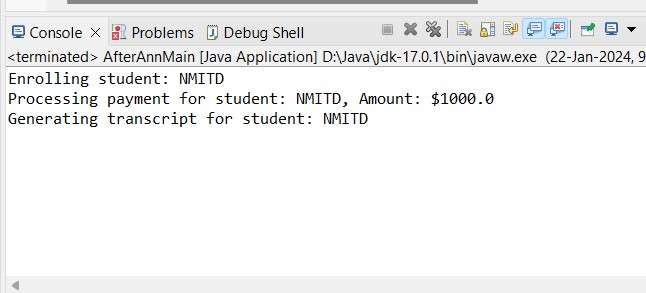 Console
Problems
Debug Shell
<terminated> AfterAnnMain [Java Application] D:\Java\jdk-17.0.1\bin\javaw.exe (22-Jan-2024, 9
Enrolling student: NMITD
Processing payment for student: NMITD, Amount: $1000.0
Generating transcript for student: NMITD